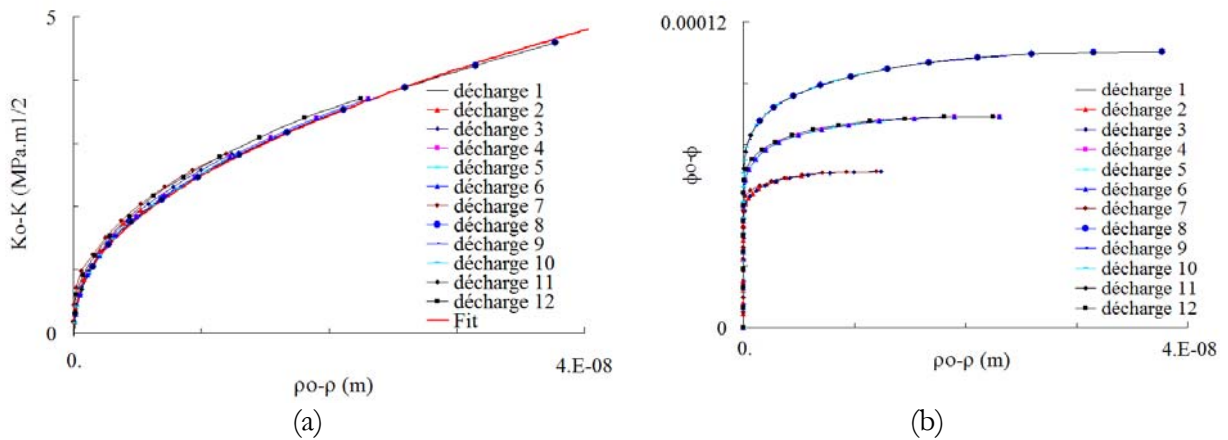 5
Ko-K (MPa.m1/2)
décharge 1
décharge 2
décharge 3
décharge 4
décharge 5
décharge 6
décharge 7
décharge 8
décharge 9
décharge 10
décharge 11
décharge 12
Fit
0
0.
4.E-08
ρo-ρ (m)
(a)
0.00012
ϕo-ϕ
décharge 1
décharge 2
décharge 3
décharge 4
décharge 5
décharge 6
décharge 7
décharge 8
décharge 9
décharge 10
décharge 11
décharge 12
0
0.
4.E-08
ρo-ρ (m)
(b)